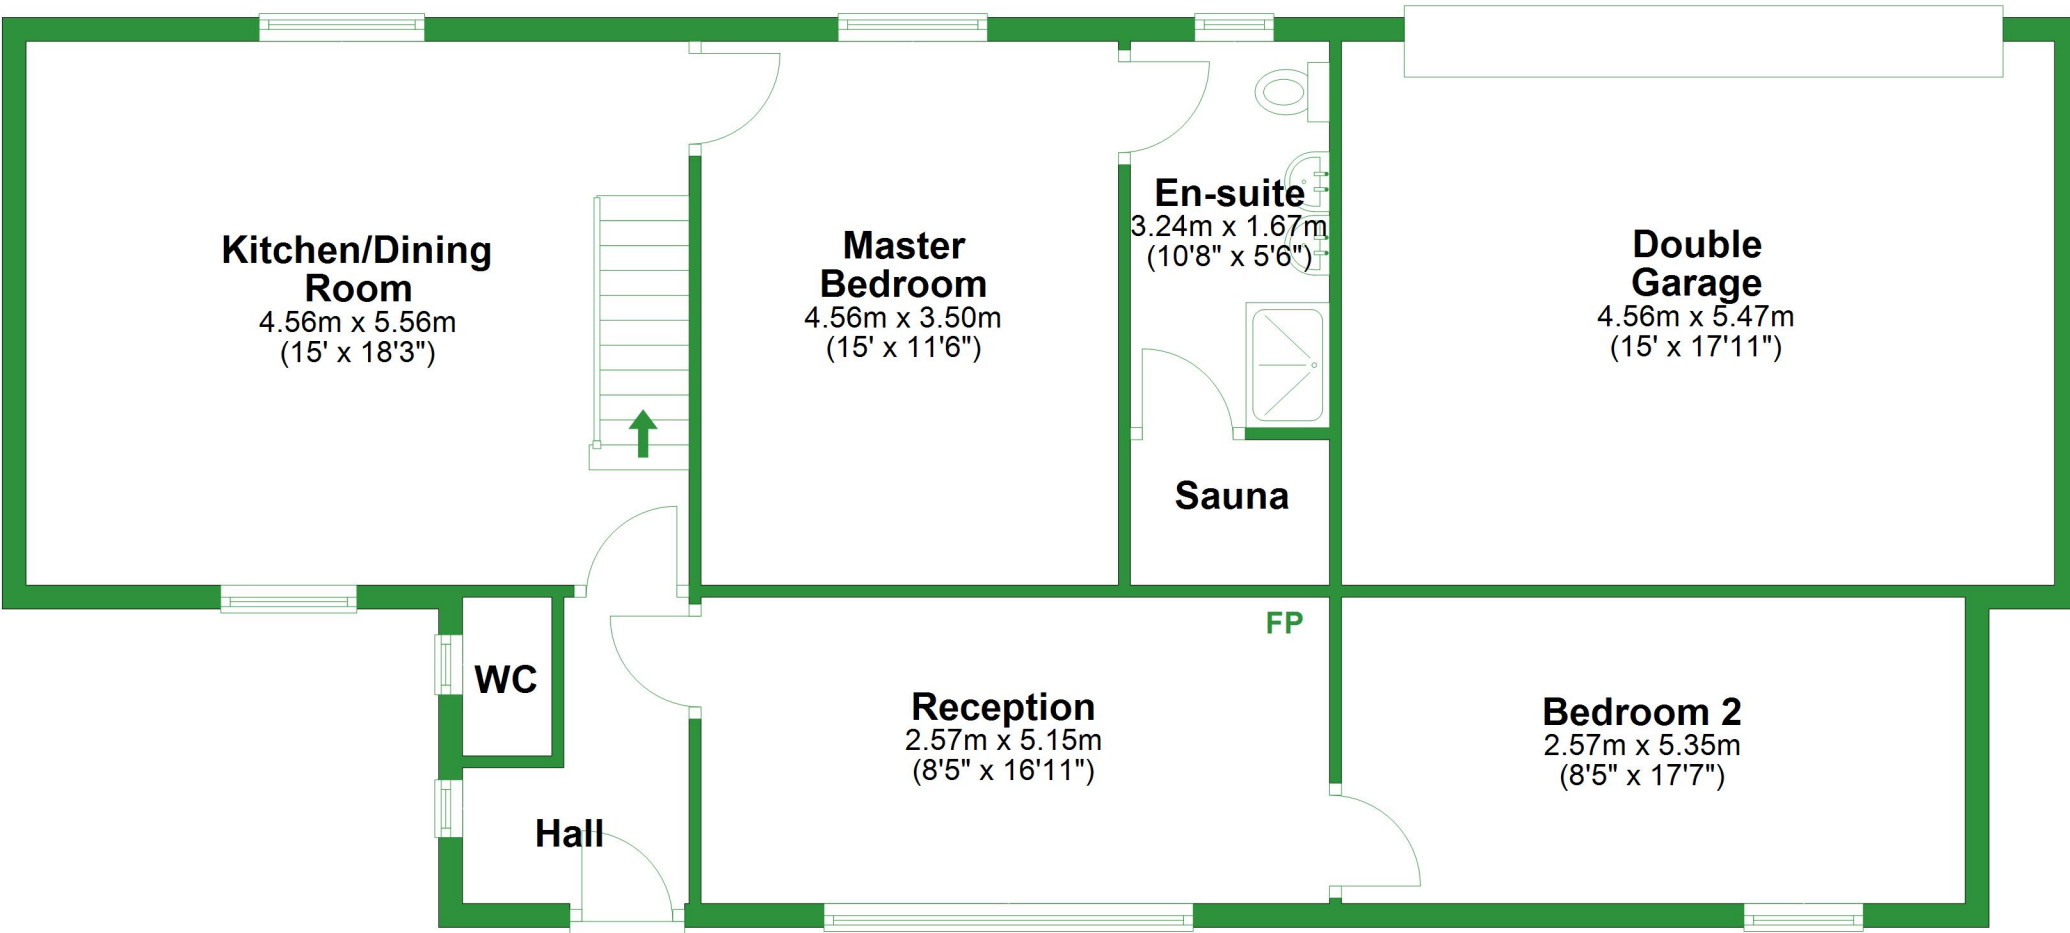 Kitchen/Dining
Room
4.56m x 5.56m
(15' x 18'3")
Master
Bedroom
4.56m x 3.50m
(15' x 11'6")
En-suite
3.24m x 1.67m
(10'8" x 5'6")
Double
Garage
4.56m x 5.47m
(15' x 17'11")
Sauna
FP
WC
Reception
2.57m x 5.15m
(8'5" x 16'11")
Bedroom 2
2.57m x 5.35m
(8'5" x 17'7")
Hall